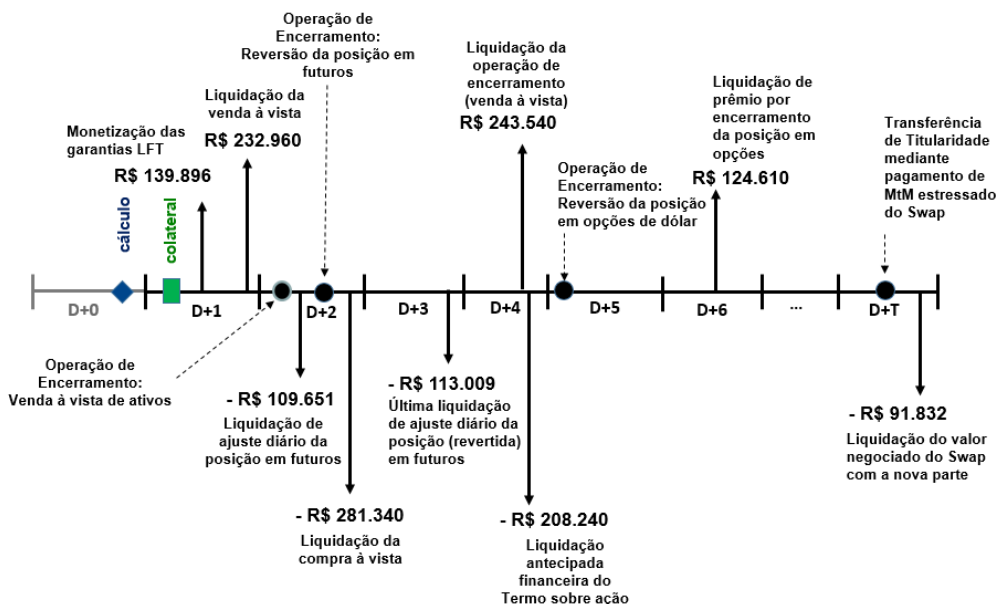 Operação de
Encerramento:
Reversão da posição em
futuros
Liquidação da
venda à vista
R$ 232.960
Monetização das
garantias LFT
R$ 139.896
cálculo
colateral
Liquidação da
operação de
encerramento
(venda à vista)
R$ 243.540
Operação de
Encerramento:
Reversão da posição
em opções de dólar
Liquidação de
prêmio por
encerramento
da posição em
opções
R$ 124.610
Transferência
de Titularidade
mediante
pagamento de
MtM estressado
do Swap
D+0
D+1
D+2
D+3
D+4
D+5
D+6
...
D+T
Operação de
Encerramento:
Venda à vista de ativos
- R$ 109.651
Liquidação de
ajuste diário da
posição em futuros
- R$ 281.340
Liquidação da
compra à vista
- R$ 113.009
Última liquidação
de ajuste diário da
posição (revertida)
em futuros
- R$ 208.240
Liquidação
antecipada
financeira do
Termo sobre ação
- R$ 91.832
Liquidação do valor
negociado do Swap
com a nova parte